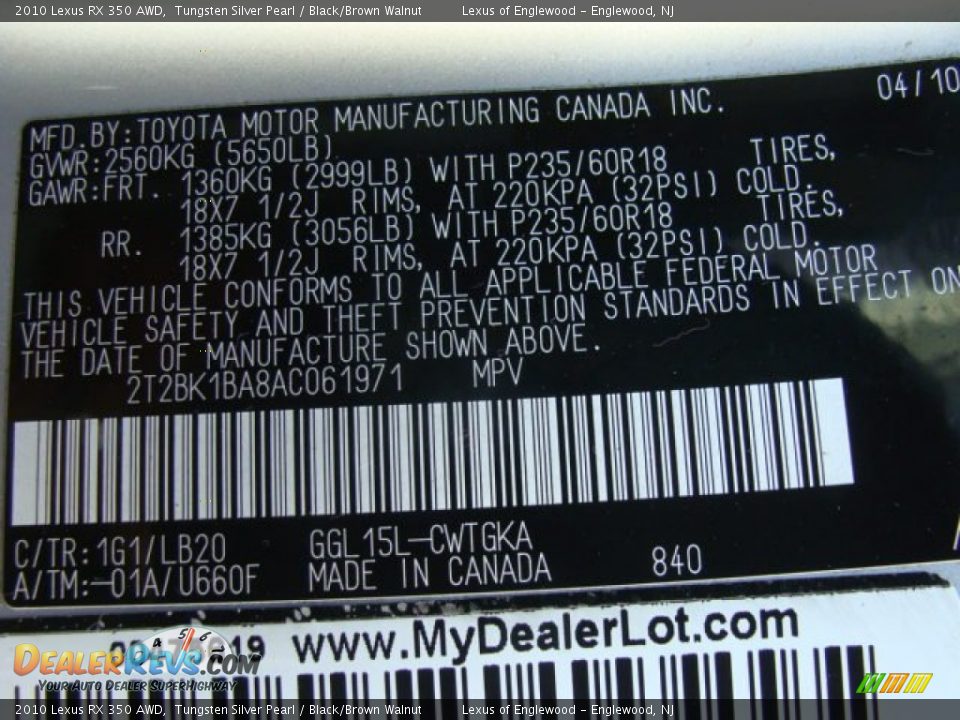 2010 Lexus RX 350 AWD, Tungsten Silver Pearl / Black/Brown Walnut Lexus of Englewood - Englewood, NJ
04/10
MFD.BY:TOYOTA MOTOR MANUFACTURING CANADA INC.
GVWR:2560KG (5650LB)
GAWR:FRT. 1360KG (2999LB) WITH P235/60R18 TIRES,
18X7 1/2J RIMS, AT 220KPA (32PSI) COLD.
RR. 1385KG (3056LB) WITH P235/60R18 TIRES,
18X7 1/2J RIMS, AT 220KPA (32PSI) COLD.
THIS VEHICLE CONFORMS TO ALL APPLICABLE FEDERAL MOTOR
VEHICLE SAFETY AND THEFT PREVENTION STANDARDS IN EFFECT ON
THE DATE OF MANUFACTURE SHOWN ABOVE.
2T2BK1BA8AC061971 MPV
C/TR:1G1/LB20 GGL15L-CWTGKA
A/TM:-01A/U660F MADE IN CANADA 840
www.MyDealerLot.com
DEALERREVS.COM
YOUR AUTO DEALER SUPERHIGHWAY
2010 Lexus RX 350 AWD, Tungsten Silver Pearl / Black/Brown Walnut Lexus of Englewood - Englewood, NJ